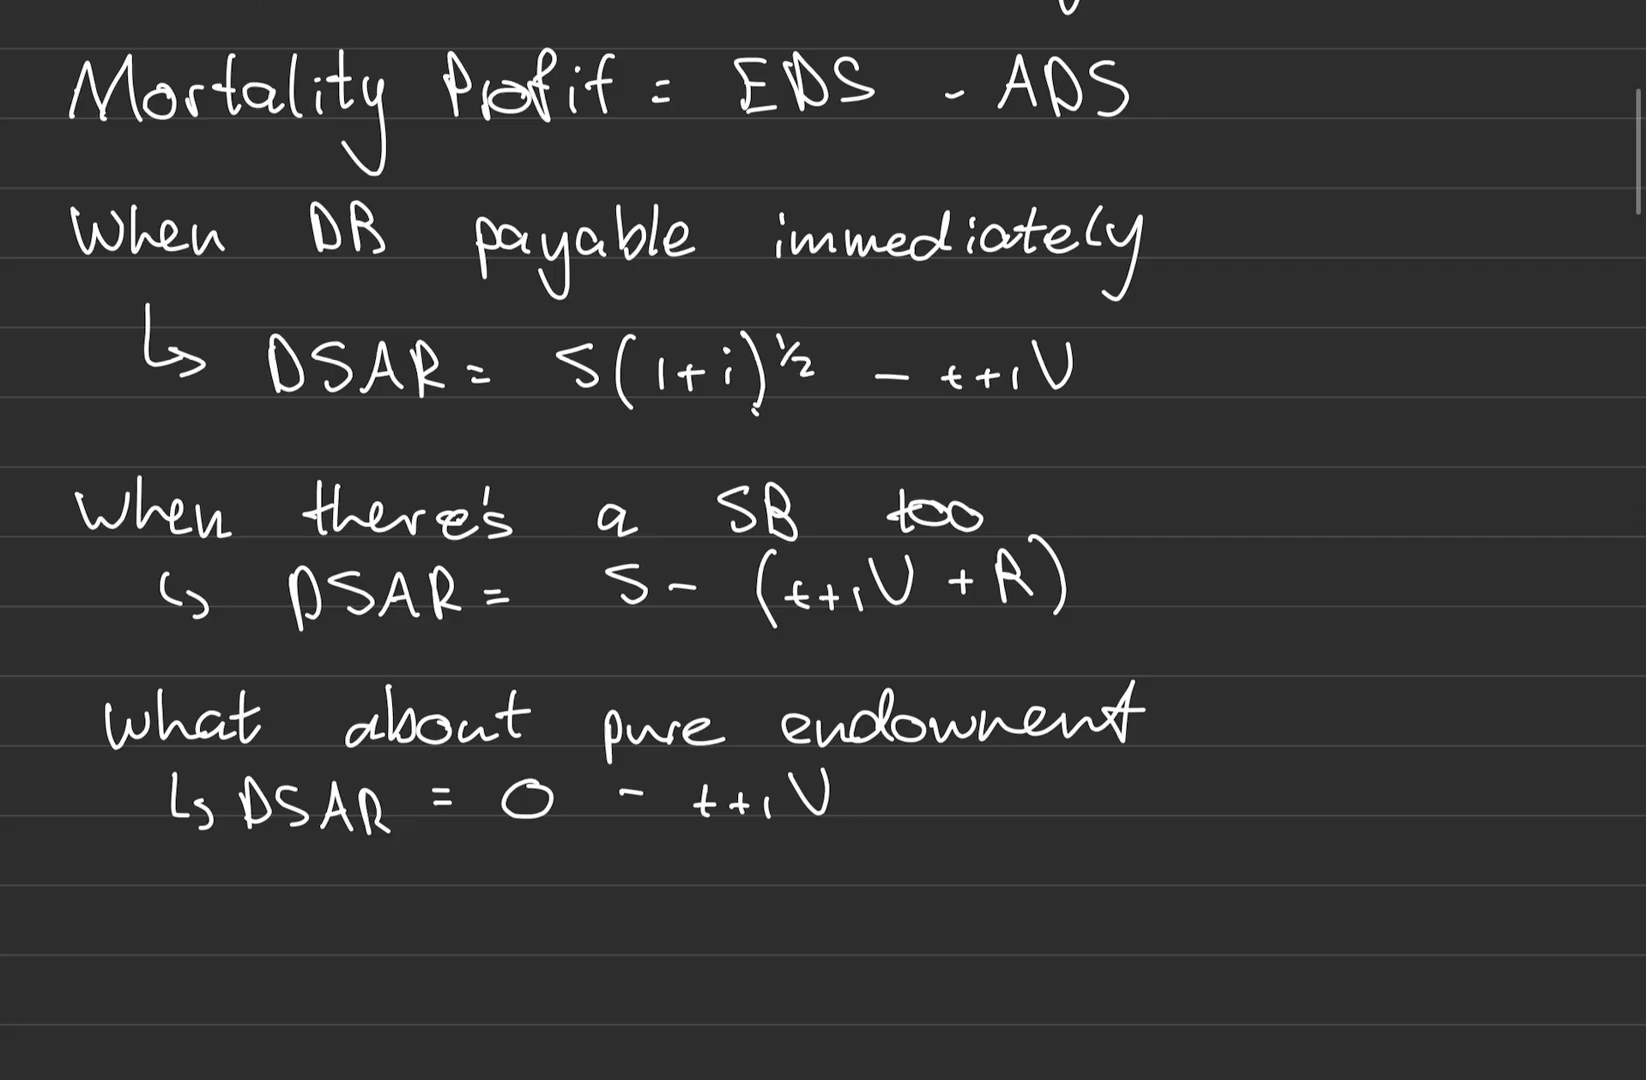 Mortality Profit = EDS - ADS
When DB payable immediately
↳ DSAR = S(1+i)^½ - t+1V
When there's a SB too
↳ DSAR = S - (t+1V + R)
What about pure endownent
↳ DSAR = 0 - t+1V